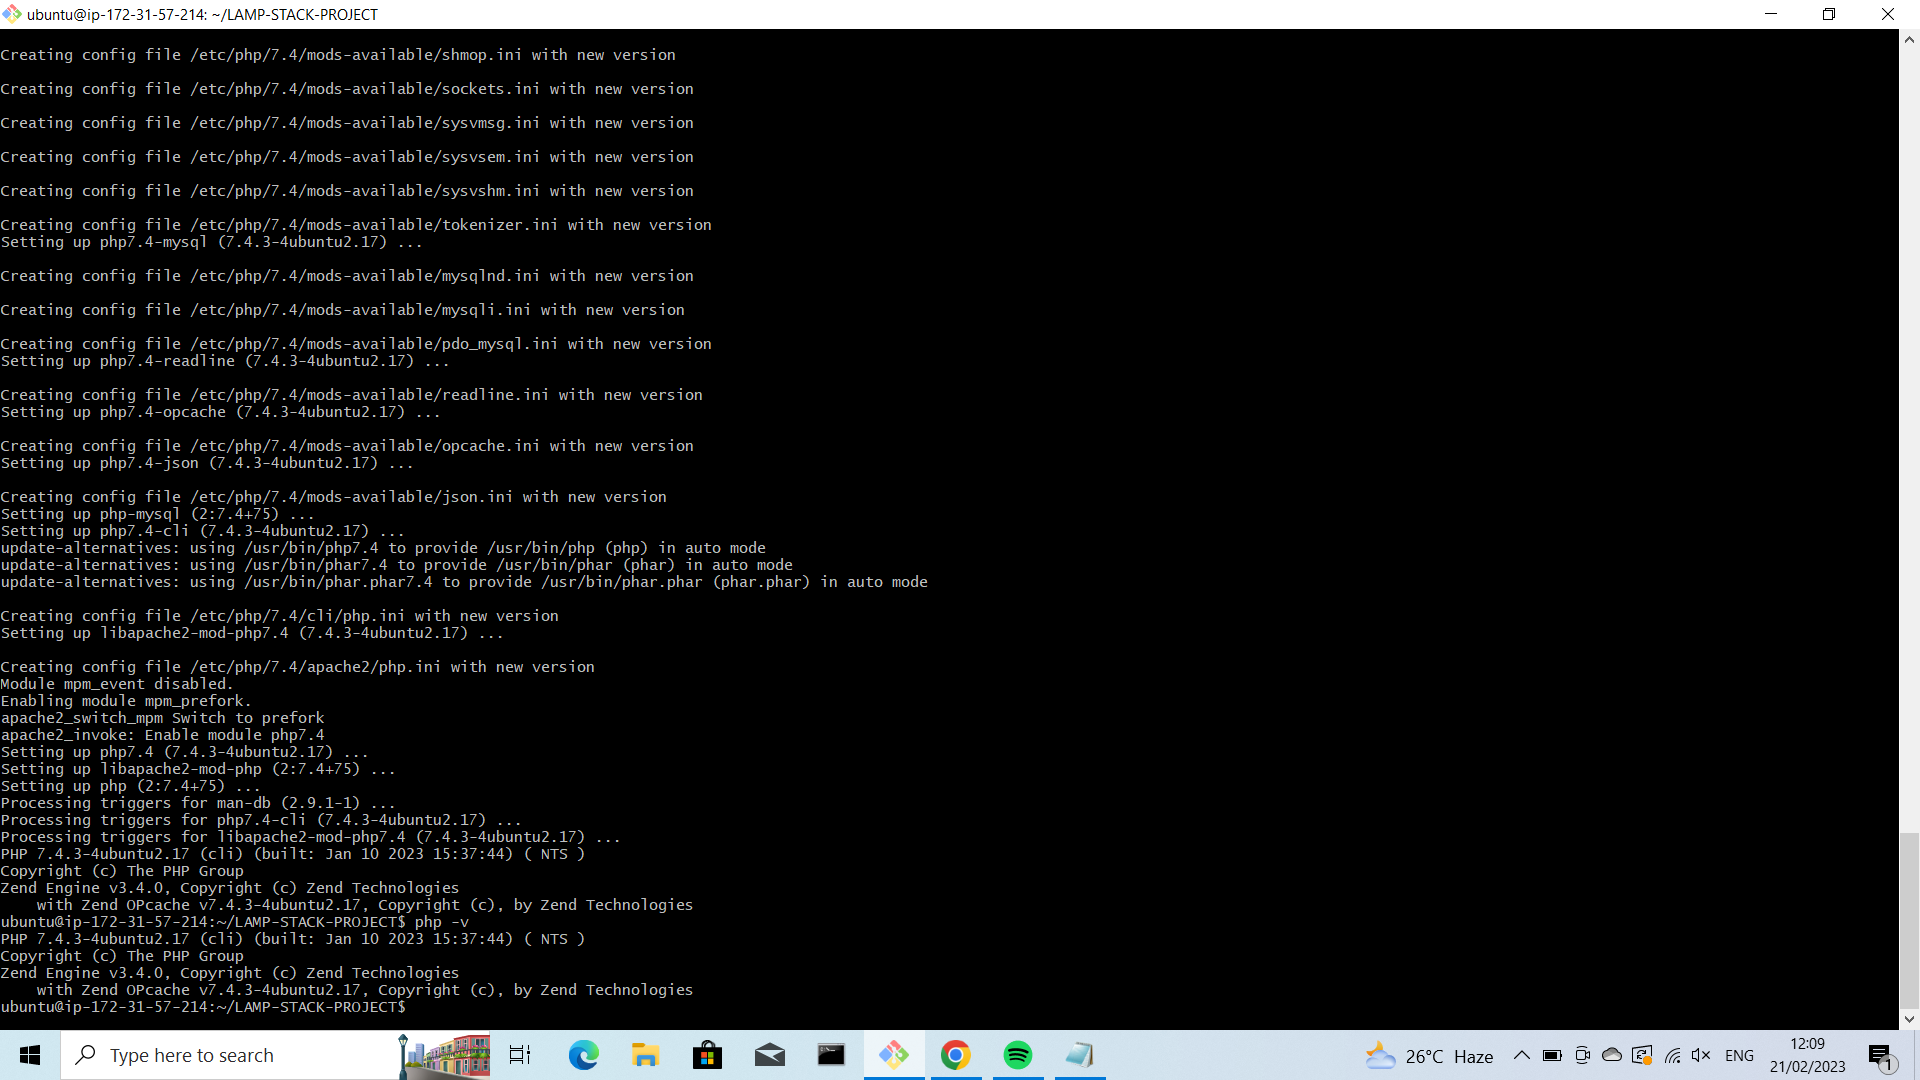 ubuntu@ip-172-31-57-214: ~/LAMP-STACK-PROJECT
Creating config file /etc/php/7.4/mods-available/shmop.ini with new version
Creating config file /etc/php/7.4/mods-available/sockets.ini with new version
Creating config file /etc/php/7.4/mods-available/sysvmsg.ini with new version
Creating config file /etc/php/7.4/mods-available/sysvsem.ini with new version
Creating config file /etc/php/7.4/mods-available/sysvshm.ini with new version
Creating config file /etc/php/7.4/mods-available/tokenizer.ini with new version
Setting up php7.4-mysql (7.4.3-4ubuntu2.17) ...
Creating config file /etc/php/7.4/mods-available/mysqlnd.ini with new version
Creating config file /etc/php/7.4/mods-available/mysqli.ini with new version
Creating config file /etc/php/7.4/mods-available/pdo_mysql.ini with new version
Setting up php7.4-readline (7.4.3-4ubuntu2.17) ...
Creating config file /etc/php/7.4/mods-available/readline.ini with new version
Setting up php7.4-opcache (7.4.3-4ubuntu2.17) ...
Creating config file /etc/php/7.4/mods-available/opcache.ini with new version
Setting up php7.4-json (7.4.3-4ubuntu2.17) ...
Creating config file /etc/php/7.4/mods-available/json.ini with new version
Setting up php-mysql (2:7.4+75) ...
Setting up php7.4-cli (7.4.3-4ubuntu2.17) ...
update-alternatives: using /usr/bin/php7.4 to provide /usr/bin/php (php) in auto mode
update-alternatives: using /usr/bin/phar7.4 to provide /usr/bin/phar (phar) in auto mode
update-alternatives: using /usr/bin/phar.phar7.4 to provide /usr/bin/phar.phar (phar.phar) in auto mode
Creating config file /etc/php/7.4/cli/php.ini with new version
Setting up libapache2-mod-php7.4 (7.4.3-4ubuntu2.17) ...
Creating config file /etc/php/7.4/apache2/php.ini with new version
Module mpm_event disabled.
Enabling module mpm_prefork.
apache2_switch_mpm Switch to prefork
apache2_invoke: Enable module php7.4
Setting up php7.4 (7.4.3-4ubuntu2.17) ...
Setting up libapache2-mod-php (2:7.4+75) ...
Setting up php (2:7.4+75) ...
Processing triggers for man-db (2.9.1-1) ...
Processing triggers for php7.4-cli (7.4.3-4ubuntu2.17) ...
Processing triggers for libapache2-mod-php7.4 (7.4.3-4ubuntu2.17) ...
PHP 7.4.3-4ubuntu2.17 (cli) (built: Jan 10 2023 15:37:44) ( NTS )
Copyright (c) The PHP Group
Zend Engine v3.4.0, Copyright (c) Zend Technologies
    with Zend OPcache v7.4.3-4ubuntu2.17, Copyright (c), by Zend Technologies
ubuntu@ip-172-31-57-214:~/LAMP-STACK-PROJECT$ php -v
PHP 7.4.3-4ubuntu2.17 (cli) (built: Jan 10 2023 15:37:44) ( NTS )
Copyright (c) The PHP Group
Zend Engine v3.4.0, Copyright (c) Zend Technologies
    with Zend OPcache v7.4.3-4ubuntu2.17, Copyright (c), by Zend Technologies
ubuntu@ip-172-31-57-214:~/LAMP-STACK-PROJECT$
Type here to search
26°C Haze
ENG
12:09
21/02/2023
1